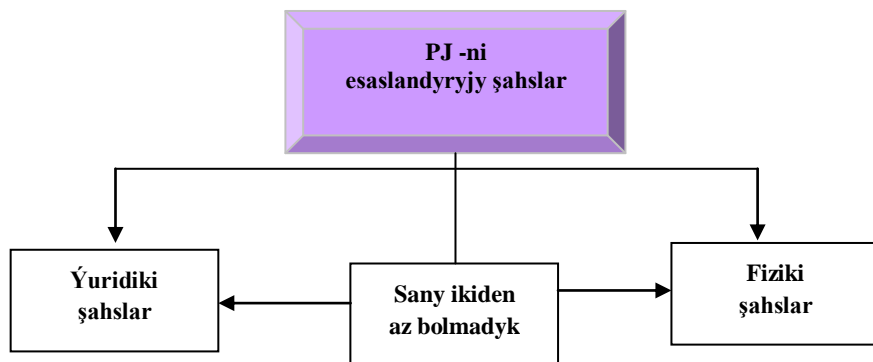 PJ -ni
esaslandyryjy şahslar
Ýuridiki
şahslar
Sany ikiden
az bolmadyk
Fiziki
şahslar